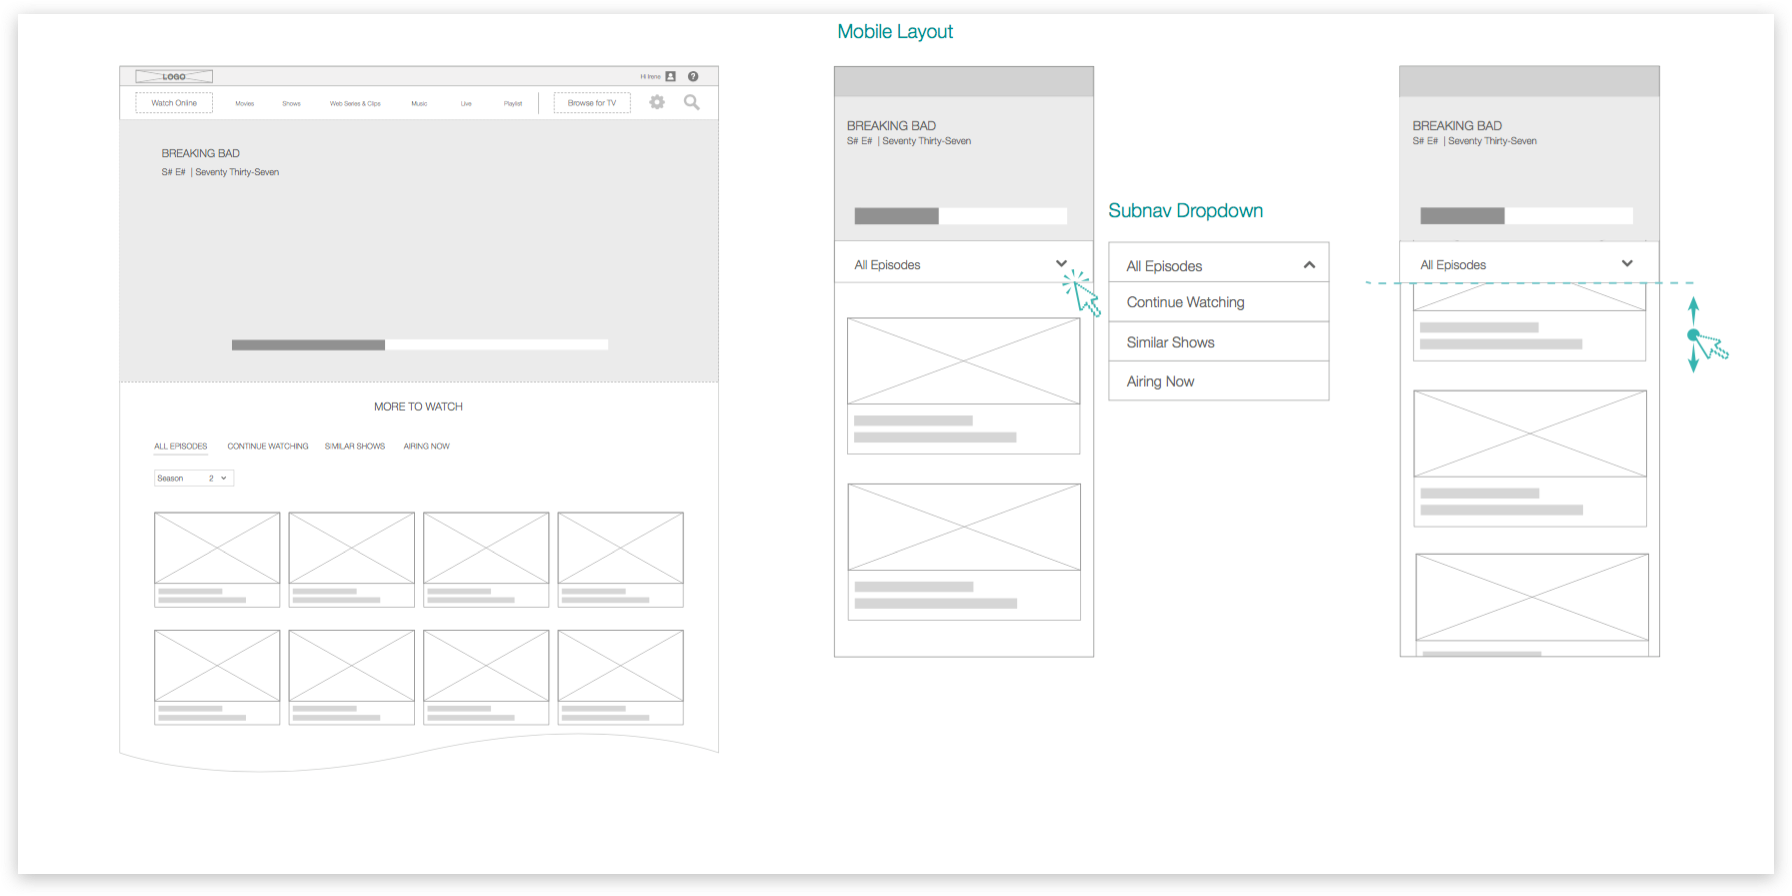 Mobile Layout
LOGO
Hi Irene
Watch Online
Movies
Shows
Web Series & Clips
Music
Live
Playlist
Browse for TV
BREAKING BAD
S# E# | Seventy Thirty-Seven
MORE TO WATCH
ALL EPISODES
CONTINUE WATCHING
SIMILAR SHOWS
AIRING NOW
Season 2
BREAKING BAD
S# E# | Seventy Thirty-Seven
All Episodes
Subnav Dropdown
All Episodes
Continue Watching
Similar Shows
Airing Now
BREAKING BAD
S# E# | Seventy Thirty-Seven
All Episodes